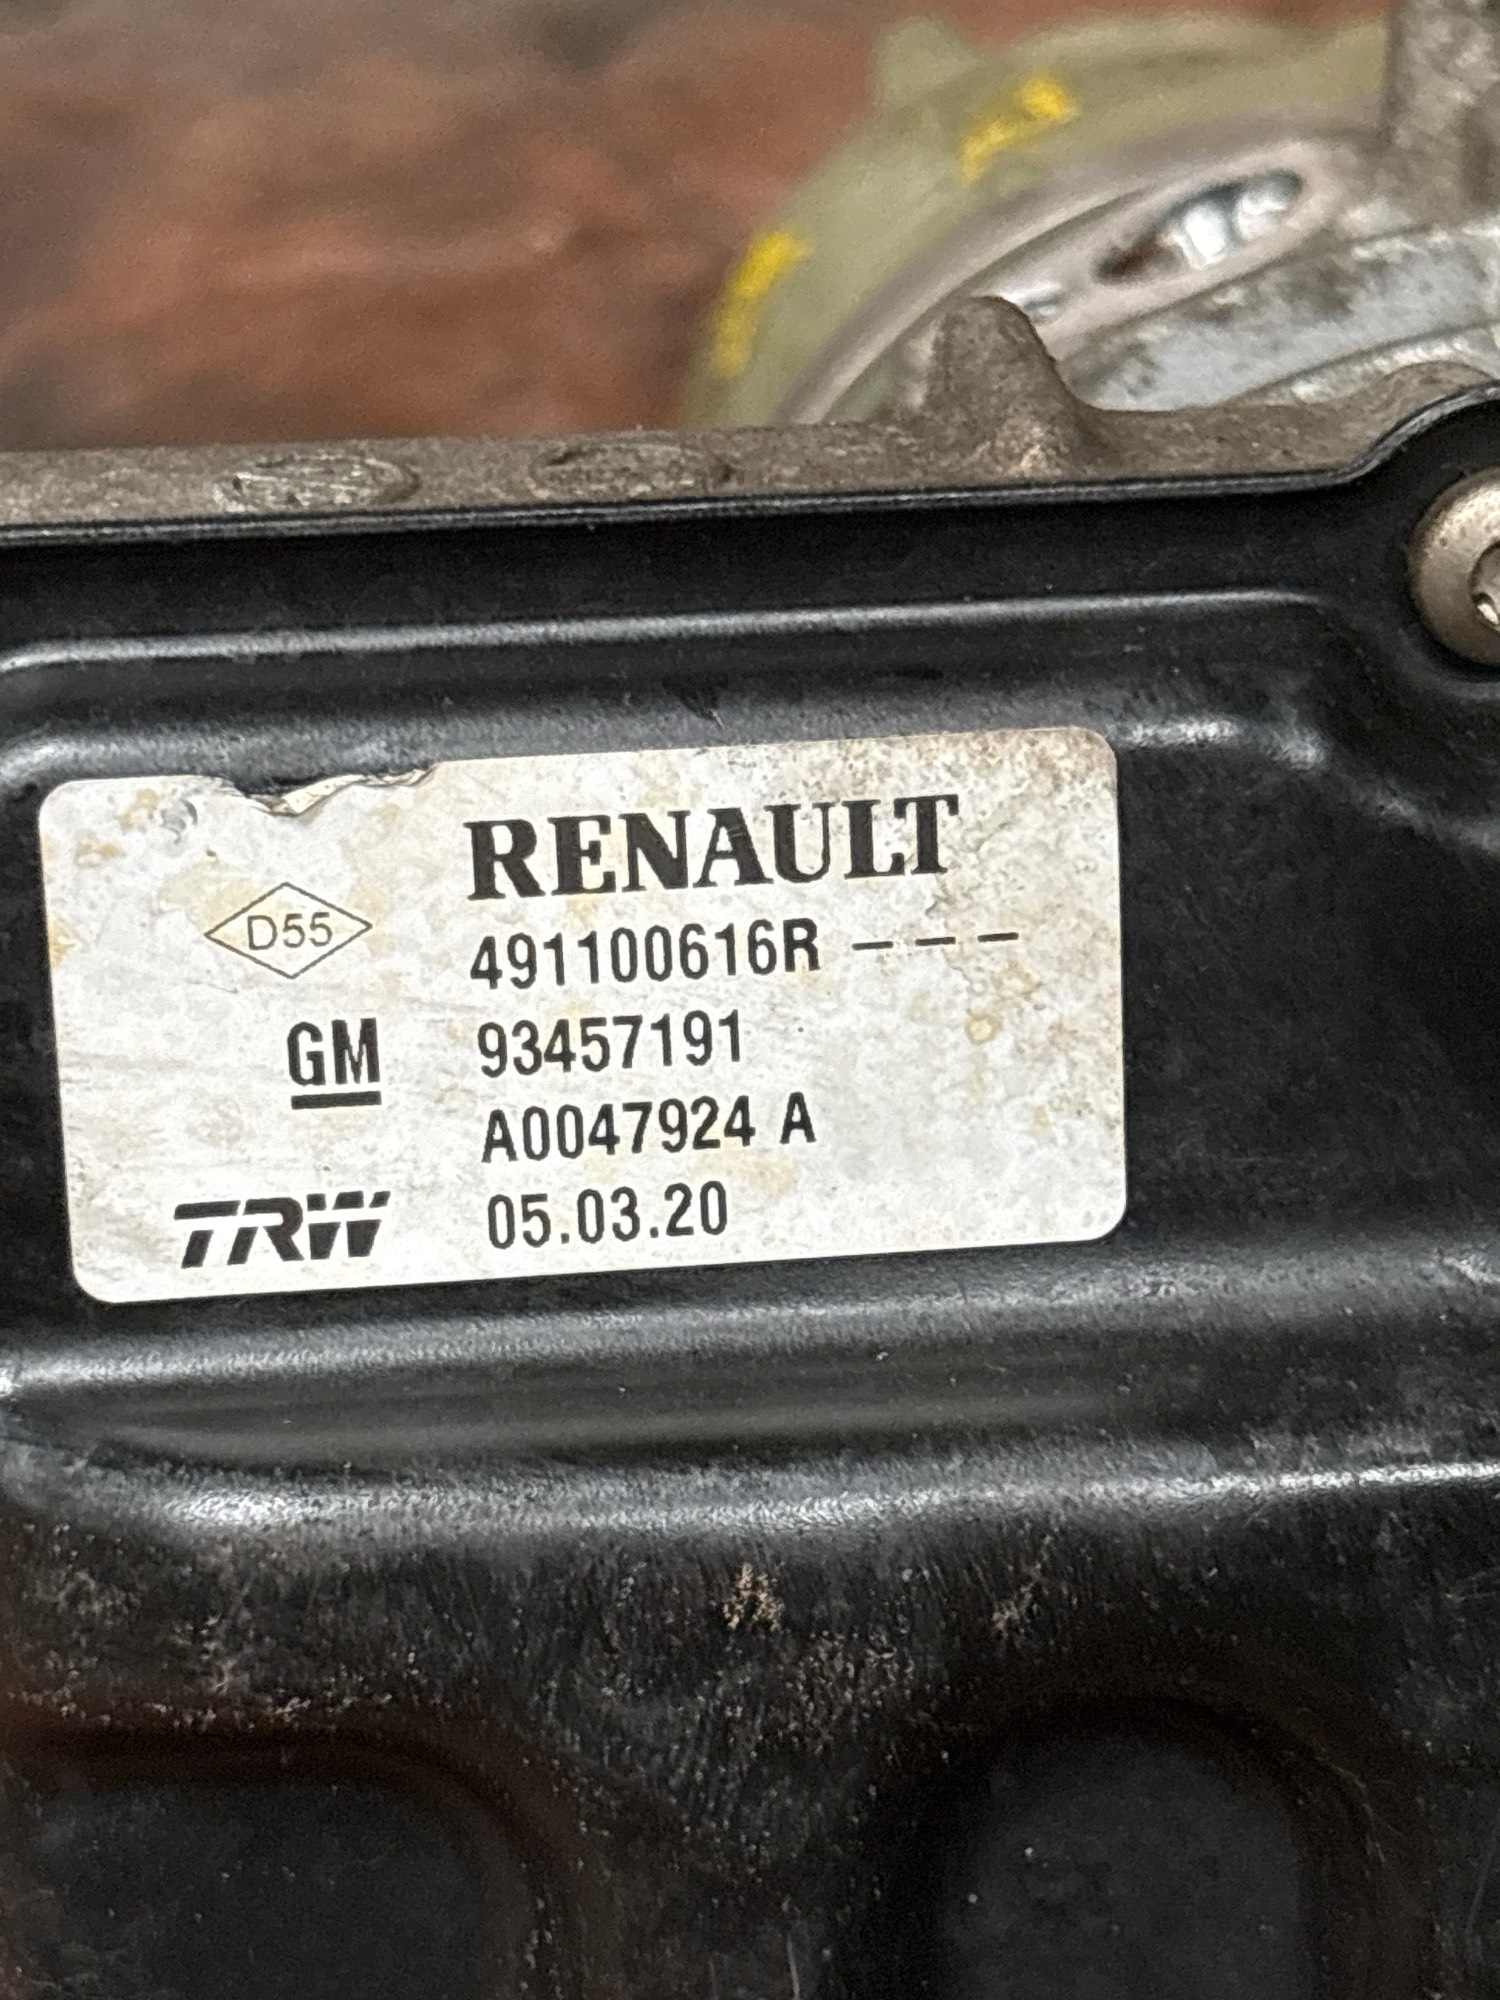 RENAULT
D55 491100616R ---
GM 93457191
A0047924 A
TRW 05.03.20